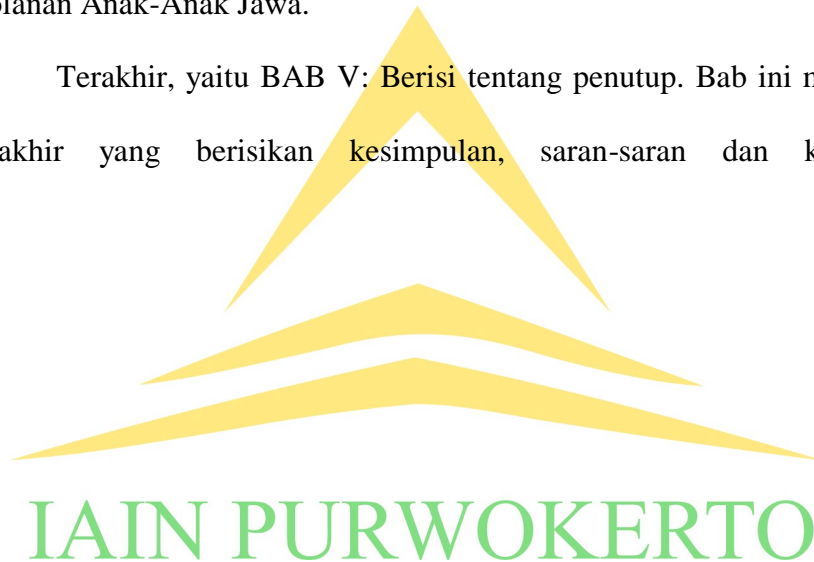 Anak-Anak Jawa.
Terakhir, yaitu BAB V: Berisi tentang penutup. Bab ini
yang berisikan kesimpulan, saran-saran dan
IAIN PURWOKERTO